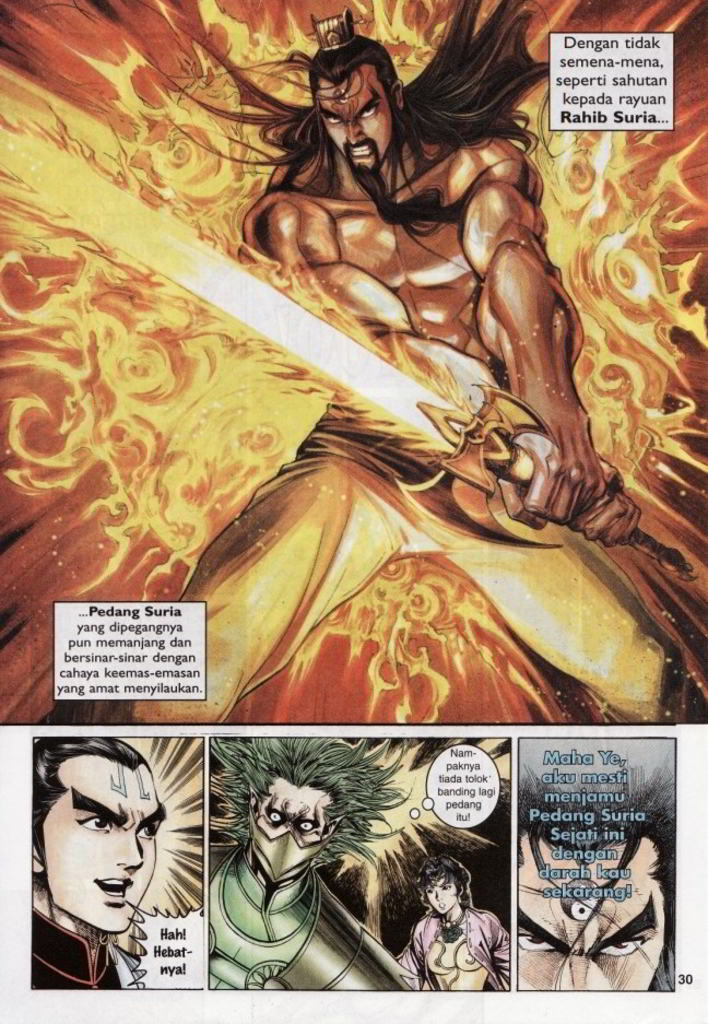 Dengan tidak
semena-mena,
seperti sahutan
kepada rayuan
Rahib Suria...
...Pedang Suria
yang dipegangnya
pun memanjang dan
bersinar-sinar dengan
cahaya keemas-emasan
yang amat menyilaukan.
Hah!
Hebat-
nya!
Nam-
paknya
tiada tolok
banding lagi
pedang
itu!
Maha Ye,
aku mesti
menjamu
Pedang Suria
Sejati ini
dengan
darah kau
sekarang!
30